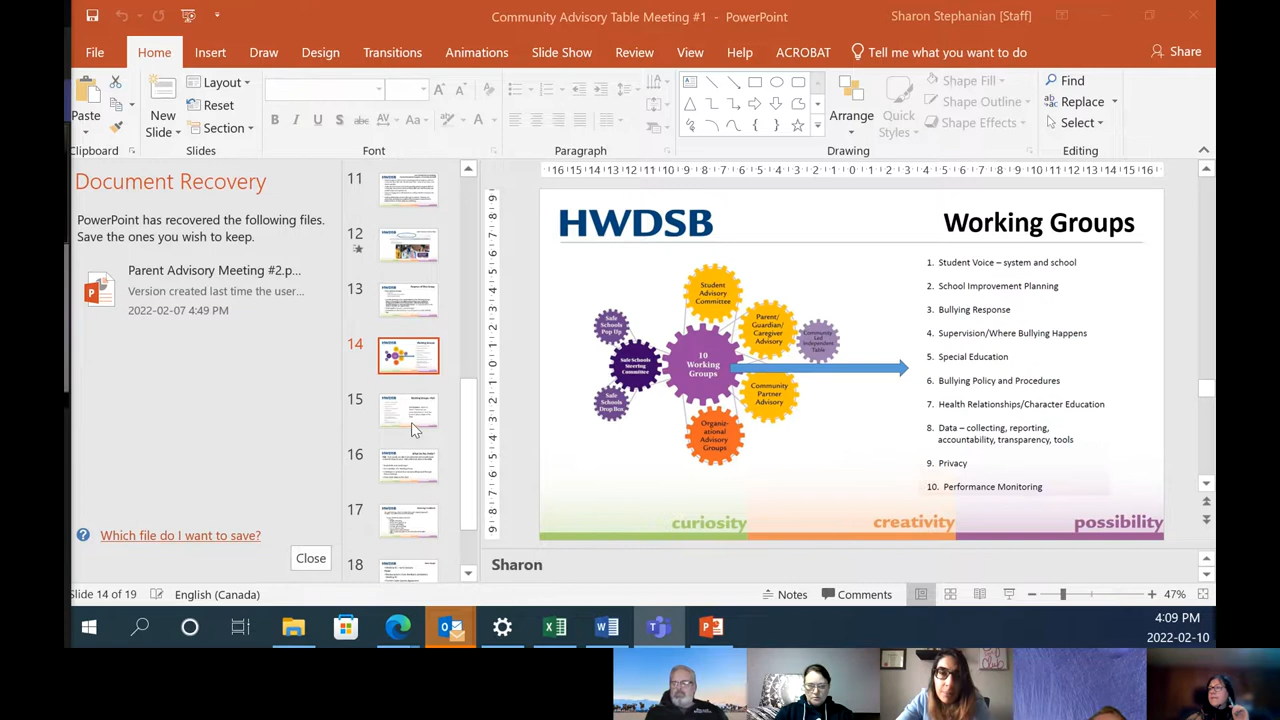 Community Advisory Table Meeting #1 - PowerPoint
Sharon Stephanian [Staff]
File Home Insert Draw Design Transitions Animations Slide Show Review View Help ACROBAT Tell me what you want to do Share
Paste
Clipboard
New
Slide
Layout
Reset
Section
Slides
Font
Paragraph
Arrange
Quick
Styles
Shape Fill
Shape Outline
Shape Effects
Drawing
Find
Replace
Select
Editing
Document Recovery
PowerPoint has recovered the following files.
Save the you wish to keep.
Parent Advisory Meeting #2.p...
Version created last time the user...
-02-07 4:49 PM
Which file do I want to save?
Close
11
12
13
14
15
16
17
18
HWDSB
Working Groups
Student
Advisory
Committee
Parent/
Guardian/
Caregiver
Advisory
Community
Led
Independent
Table
Safe
Schools
Pop Up
Safe Schools
Steering
Committee
Safe
Schools
Drop Box
10
Working
Groups
Community
Partner
Advisory
Organiz-
ational
Advisory
Groups
1. Student Voice – system and school
2. School Improvement Planning
3. Bullying Response
4. Supervision/Where Bullying Happens
5. Education
6. Bullying Policy and Procedures
7. Health Relationships/Character Educ
8. Data – collecting, reporting,
accountability, transparency, tools
9. Privacy
10. Performance Monitoring
curiosity creativity possibility
Sharon
Slide 14 of 19 English (Canada) Notes Comments 47%
4:09 PM
2022-02-10